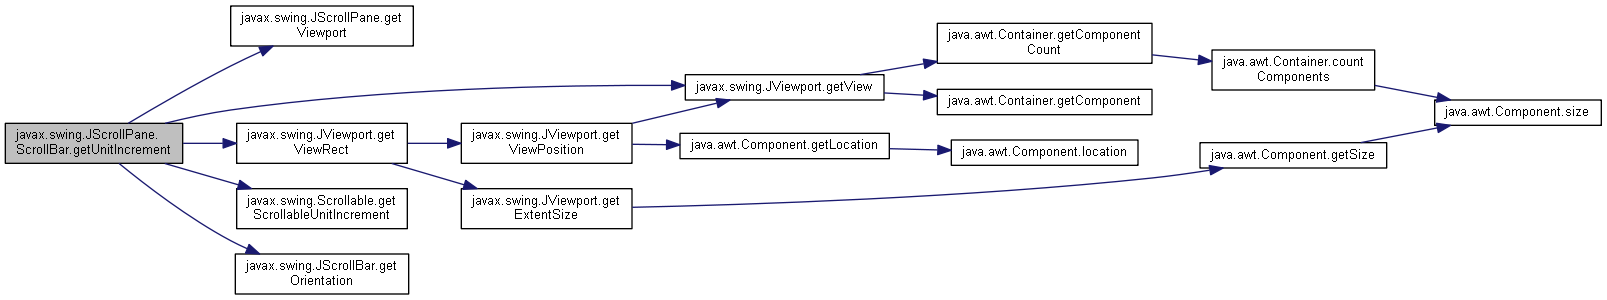 javax.swing.JScrollPane.get
Viewport
java.awt.Container.getComponent
Count
java.awt.Container.count
Components
javax.swing.JViewport.getView
java.awt.Container.getComponent
java.awt.Component.size
javax.swing.JScrollPane.
ScrollBar.getUnitIncrement
javax.swing.JViewport.get
ViewRect
javax.swing.JViewport.get
ViewPosition
java.awt.Component.getLocation
java.awt.Component.location
java.awt.Component.getSize
javax.swing.Scrollable.get
ScrollableUnitIncrement
javax.swing.JViewport.get
ExtentSize
javax.swing.JScrollBar.get
Orientation